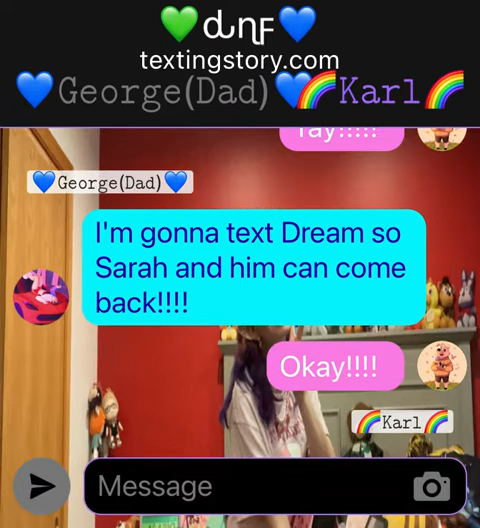 💚dnf💙
textingstory.com
💙George(Dad)💙🌈Karl🌈
Yay!!!!!
💙George(Dad)💙
I'm gonna text Dream so
Sarah and him can come
back!!!!
Okay!!!!
🌈Karl🌈
Message